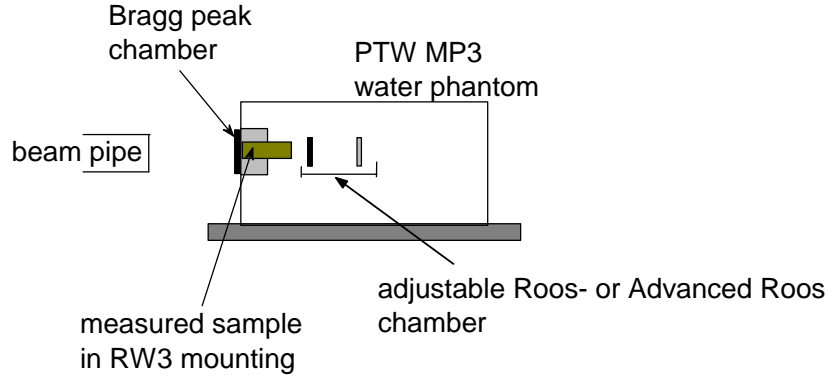 Bragg peak
chamber
PTW MP3
water phantom
beam pipe
adjustable Roos- or Advanced Roos
chamber
measured sample
in RW3 mounting